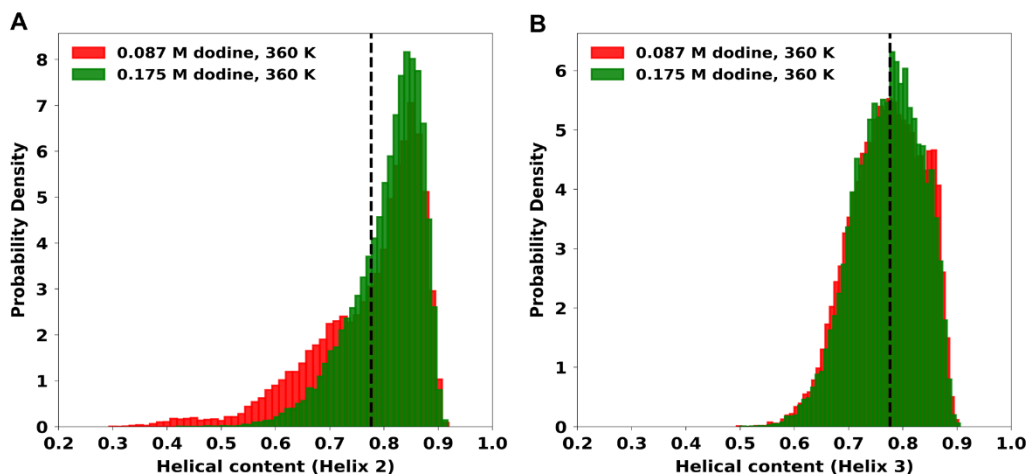 A
0.087 M dodine, 360 K
0.175 M dodine, 360 K
Probability Density
8
7
6
5
4
3
2
1
0
0.2 0.3 0.4 0.5 0.6 0.7 0.8 0.9 1.0
Helical content (Helix 2)
B
0.087 M dodine, 360 K
0.175 M dodine, 360 K
Probability Density
6
5
4
3
2
1
0
0.2 0.3 0.4 0.5 0.6 0.7 0.8 0.9 1.0
Helical content (Helix 3)